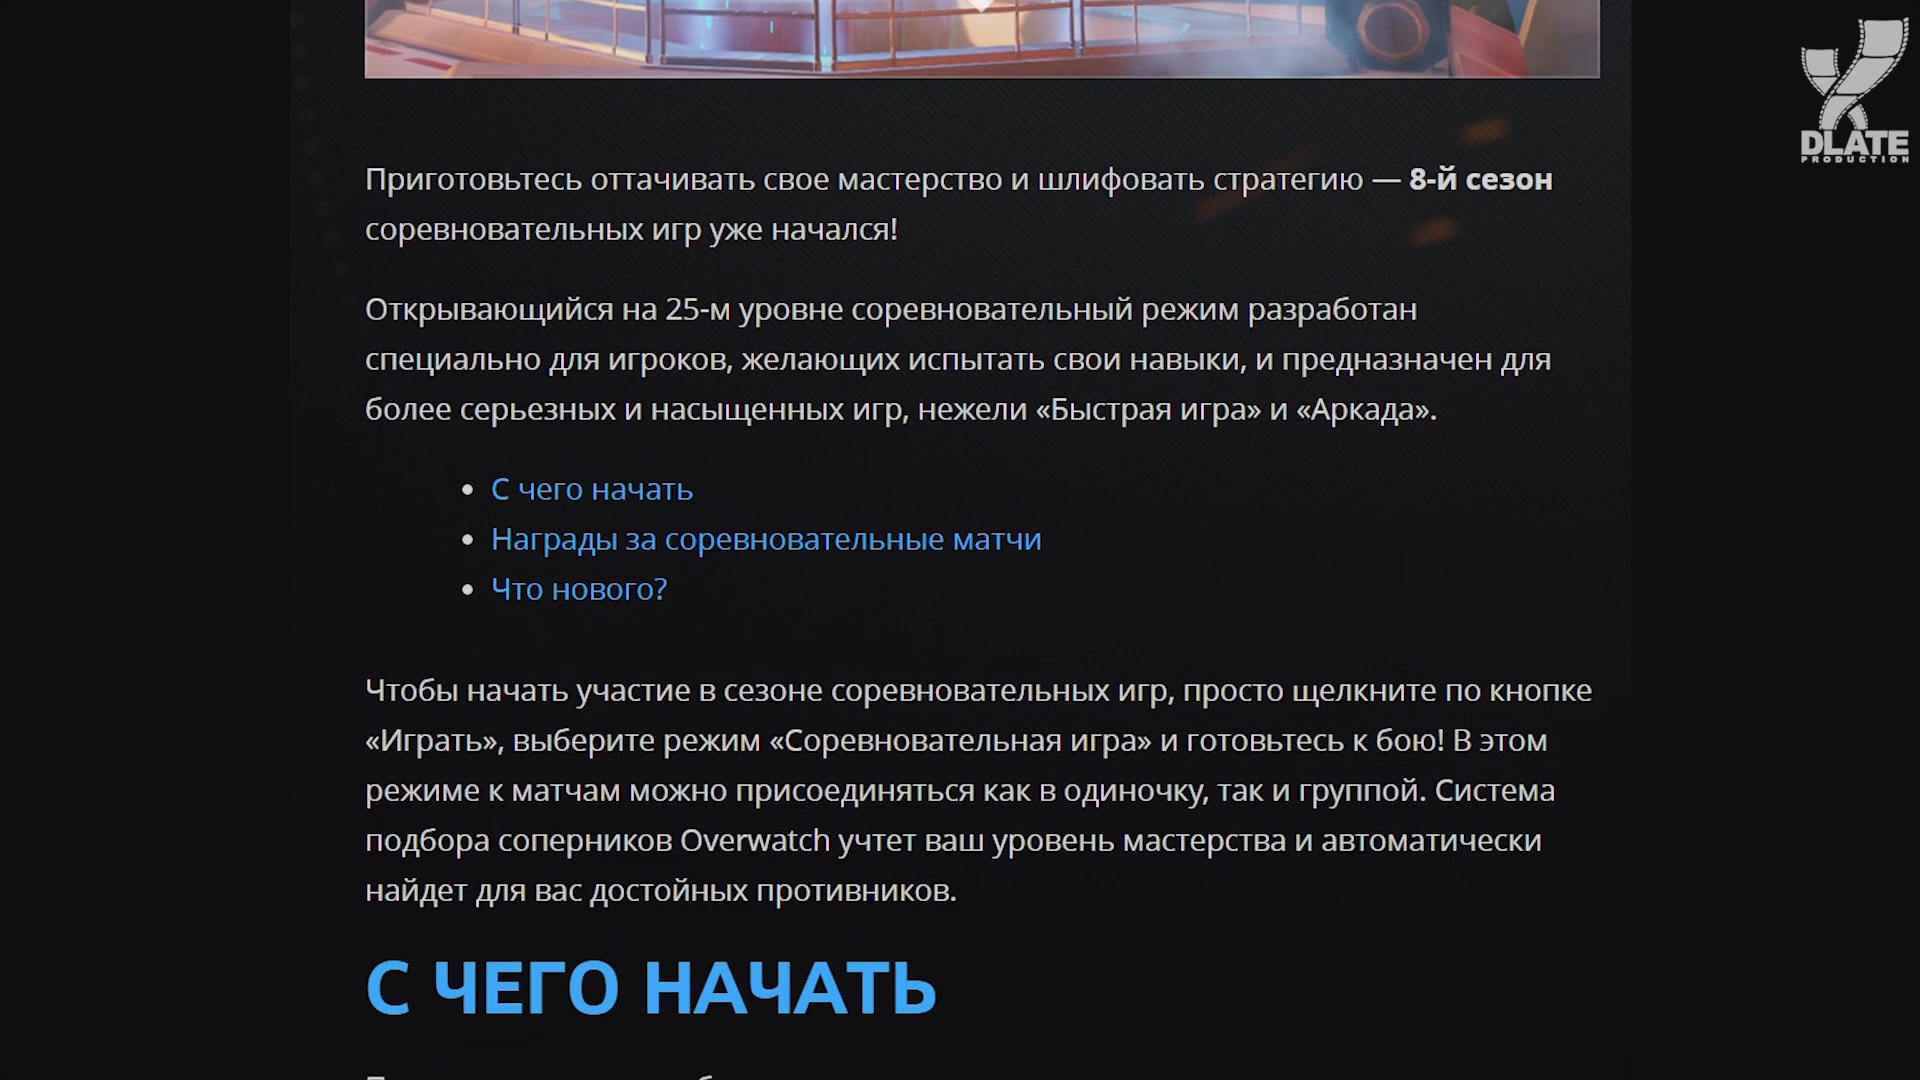 DLATE
PRODUCTION
Приготовьтесь оттачивать свое мастерство и шлифовать стратегию — 8-й сезон
соревновательных игр уже начался!
Открывающийся на 25-м уровне соревновательный режим разработан
специально для игроков, желающих испытать свои навыки, и предназначен для
более серьезных и насыщенных игр, нежели «Быстрая игра» и «Аркада».
С чего начать
Награды за соревновательные матчи
Что нового?
Чтобы начать участие в сезоне соревновательных игр, просто щелкните по кнопке
«Играть», выберите режим «Соревновательная игра» и готовьтесь к бою! В этом
режиме к матчам можно присоединяться как в одиночку, так и группой. Система
подбора соперников Overwatch учтет ваш уровень мастерства и автоматически
найдет для вас достойных противников.
С ЧЕГО НАЧАТЬ